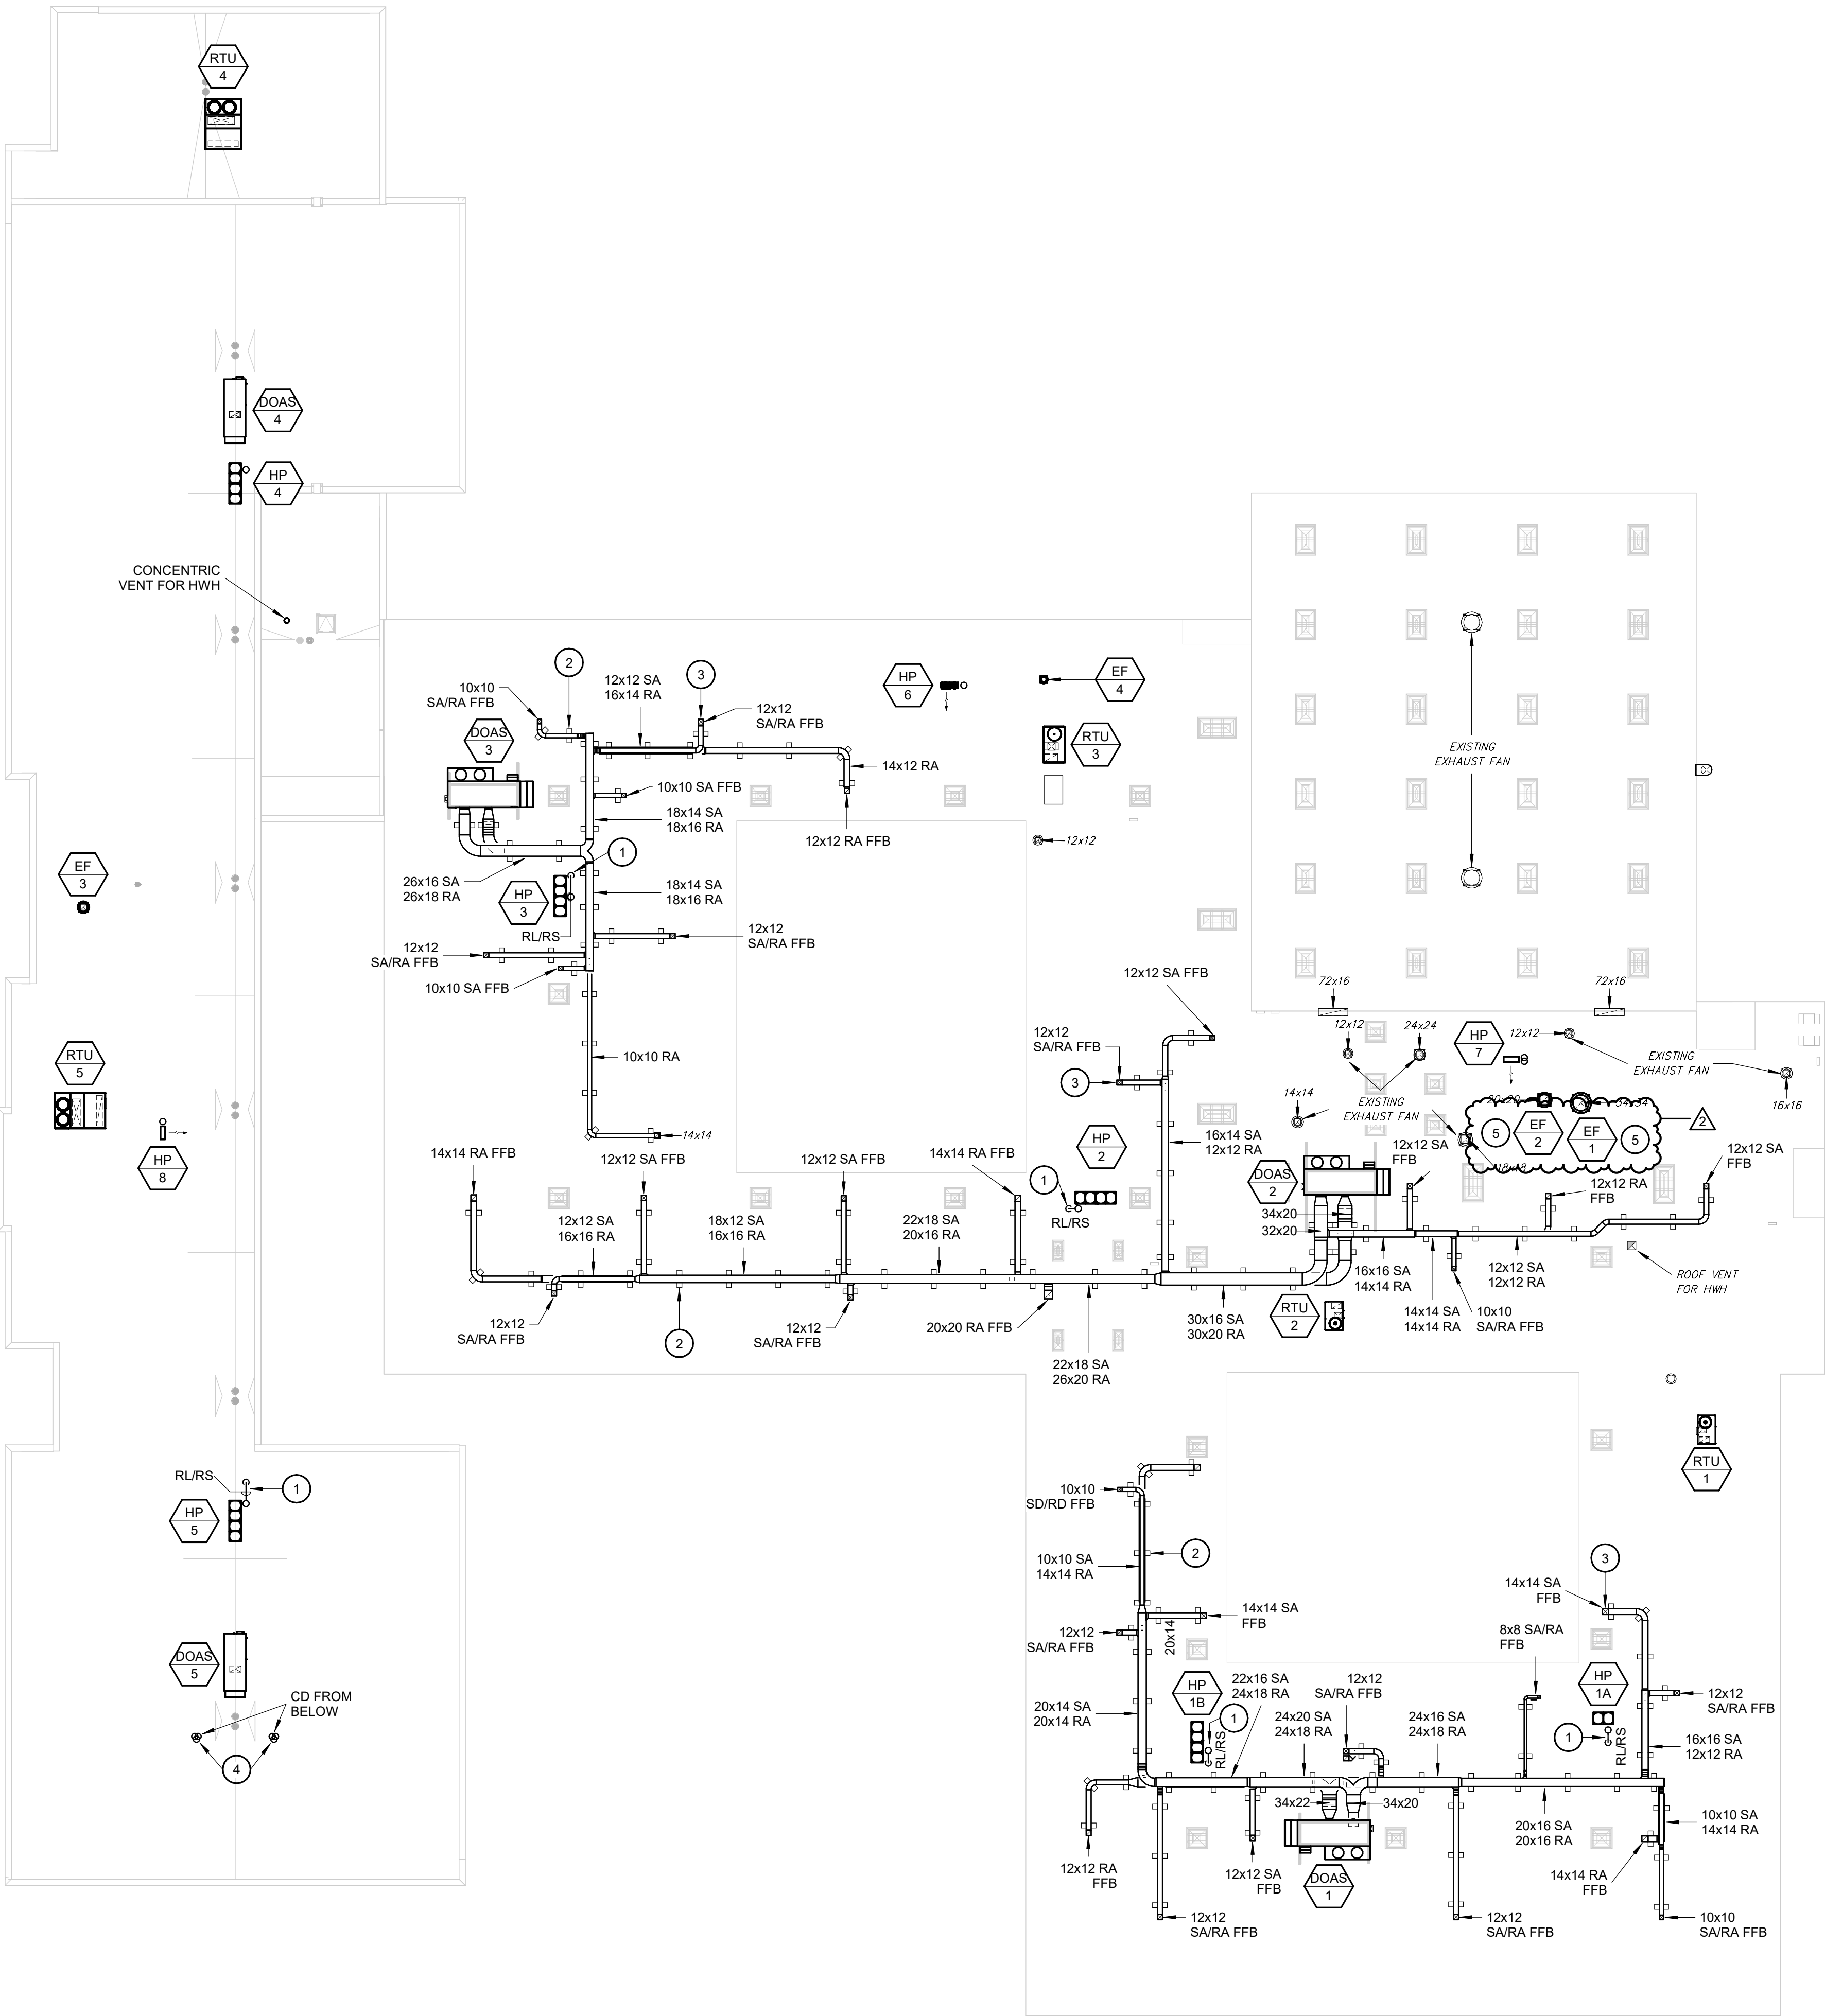 RTU
4
DOAS
4
HP
4
CONCENTRIC
VENT FOR HWH
2
12x12 SA
16x14 RA
3
10x10
SA/RA FFB
12x12
SA/RA FFB
DOAS
3
14x12 RA
10x10 SA FFB
18x14 SA
18x16 RA
12x12 RA FFB
1
26x16 SA
26x18 RA
HP
3
18x14 SA
18x16 RA
RL/RS
12x12
SA/RA FFB
12x12
SA/RA FFB
10x10 SA FFB
10x10 RA
14x14
HP
6
EF
4
RTU
3
12x12
EXISTING
EXHAUST FAN
EF
3
RTU
5
HP
8
72x16
72x16
12x12 SA FFB
12x12
SA/RA FFB
3
12x12
24x24
HP
7
12x12
EXISTING
EXHAUST FAN
16x16
14x14
EXISTING
EXHAUST FAN
20x20
34x34
5
EF
2
EF
1
5
2
18x18
HP
2
16x14 SA
12x12 RA
1
RL/RS
DOAS
2
34x20
32x20
12x12 SA
FFB
12x12 RA
FFB
12x12 SA
FFB
14x14 RA FFB
12x12 SA FFB
12x12 SA FFB
14x14 RA FFB
12x12 SA
16x16 RA
18x12 SA
16x16 RA
22x18 SA
20x16 RA
12x12
SA/RA FFB
2
12x12
SA/RA FFB
20x20 RA FFB
22x18 SA
26x20 RA
30x16 SA
30x20 RA
RTU
2
16x16 SA
14x14 RA
14x14 SA
14x14 RA
10x10
SA/RA FFB
12x12 SA
12x12 RA
ROOF VENT
FOR HWH
RTU
1
RL/RS
1
HP
5
DOAS
5
CD FROM
BELOW
4
10x10
SD/RD FFB
2
10x10 SA
14x14 RA
14x14 SA
FFB
12x12
SA/RA FFB
20x14
20x14 SA
20x14 RA
HP
1B
22x16 SA
24x18 RA
1
RL/RS
12x12
SA/RA FFB
24x20 SA
24x18 RA
24x16 SA
24x18 RA
3
14x14 SA
FFB
8x8 SA/RA
FFB
HP
1A
1
RL/RS
12x12
SA/RA FFB
16x16 SA
12x12 RA
34x22
34x20
DOAS
1
12x12 RA
FFB
12x12 SA
FFB
20x16 SA
20x16 RA
10x10 SA
14x14 RA
14x14 RA
FFB
12x12
SA/RA FFB
12x12
SA/RA FFB
10x10
SA/RA FFB